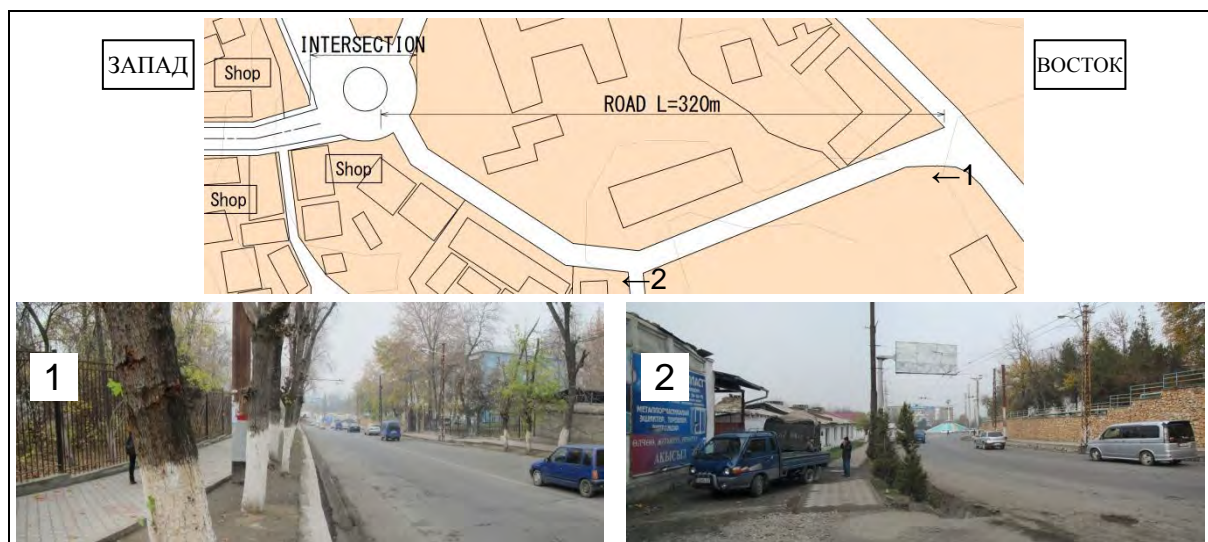 ЗАПАД
INTERSECTION
Shop
ROAD L=320m
ВОСТОК
Shop
Shop
←1
←2
1
2
АКЫСЫЗ